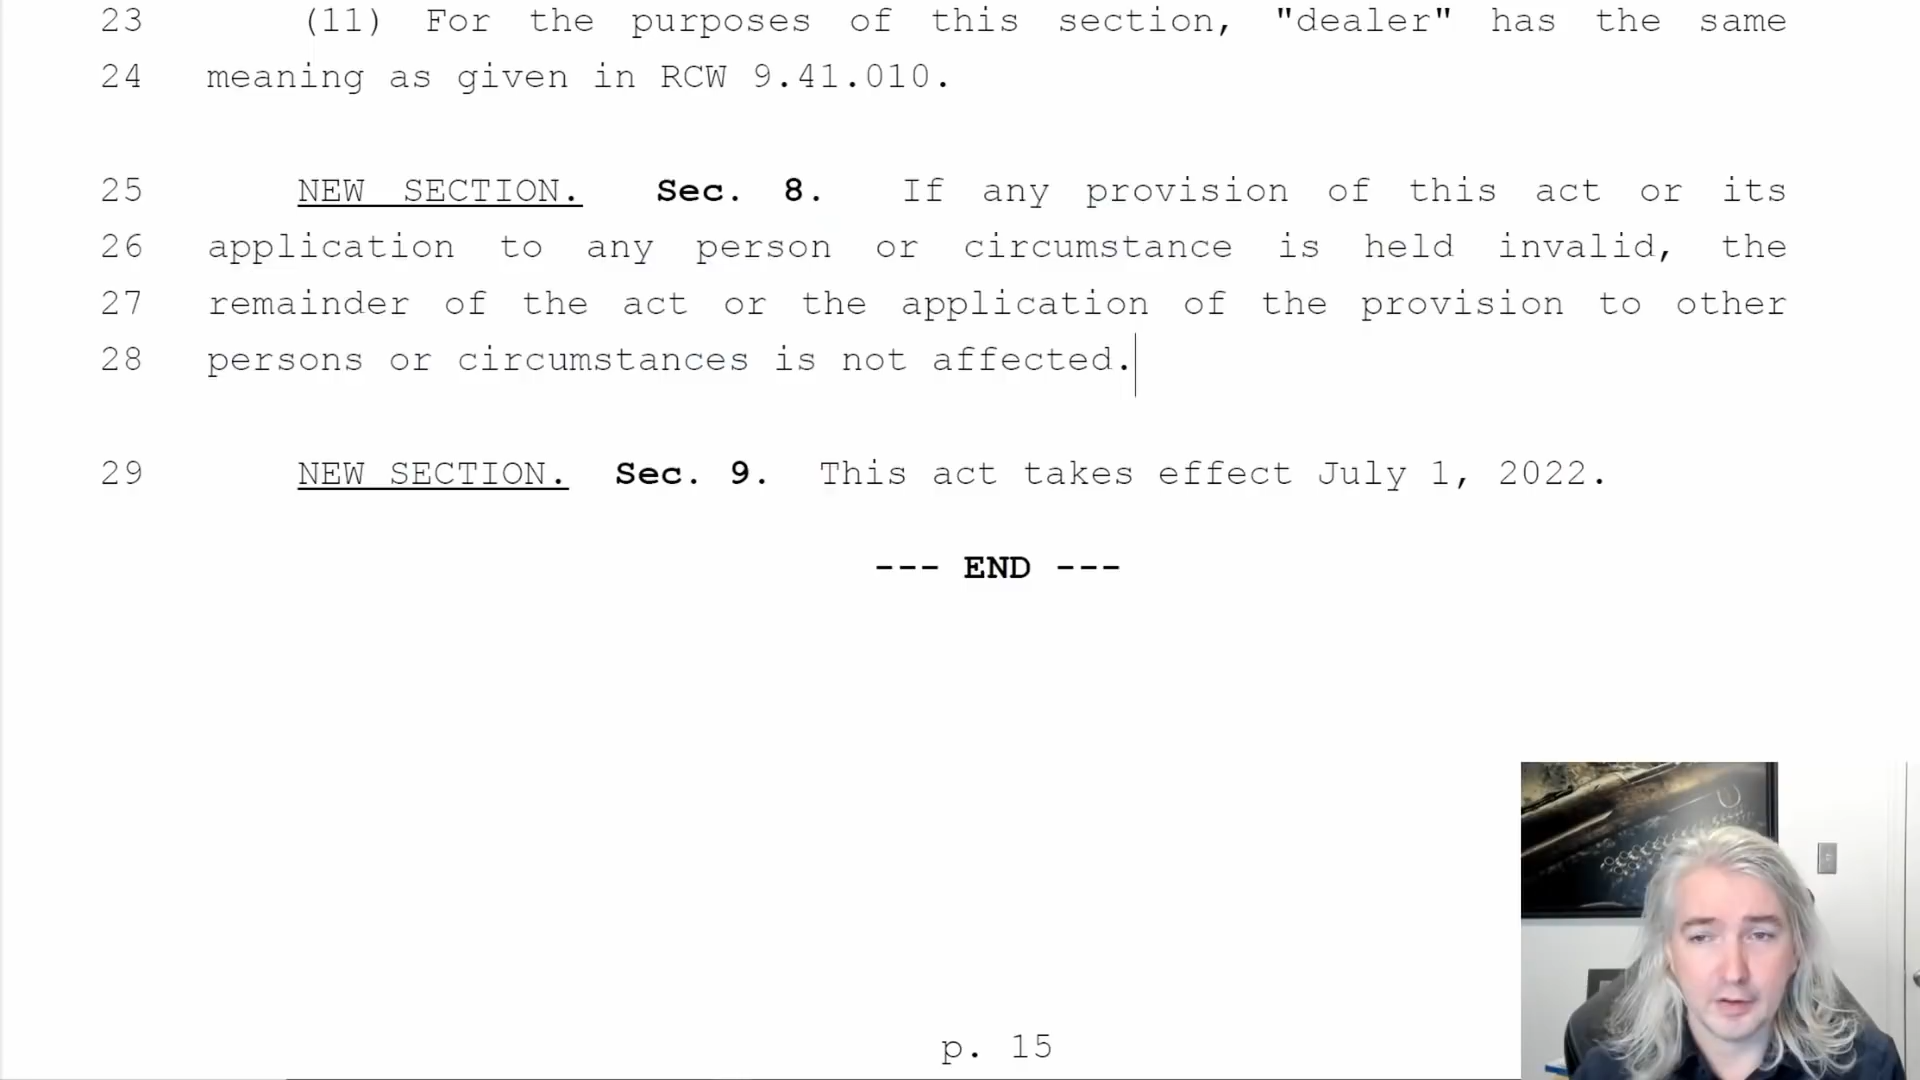 23 (11) For the purposes of this section, "dealer" has the same
24 meaning as given in RCW 9.41.010.
25 NEW SECTION. Sec. 8. If any provision of this act or its
26 application to any person or circumstance is held invalid, the
27 remainder of the act or the application of the provision to other
28 persons or circumstances is not affected.
29 NEW SECTION. Sec. 9. This act takes effect July 1, 2022.
--- END ---
p. 15